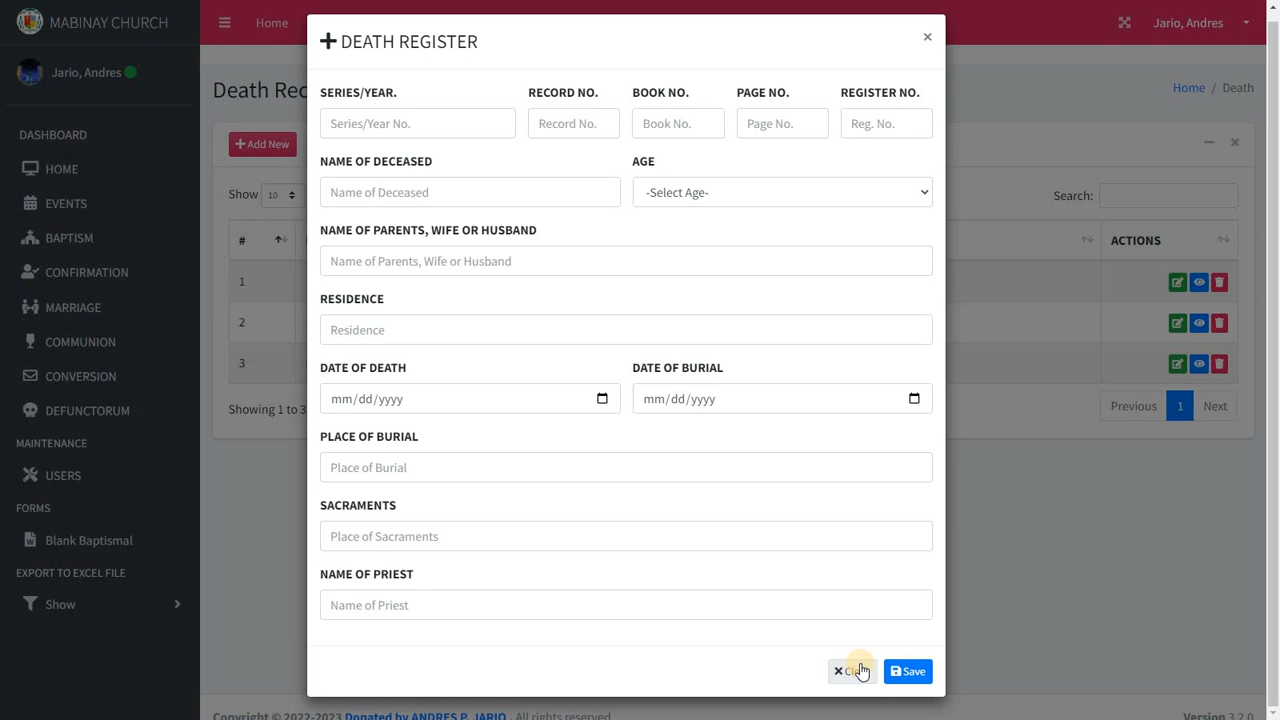 MABINAY CHURCH
Home
Jario, Andres
Jario, Andres
DASHBOARD
HOME
EVENTS
BAPTISM
CONFIRMATION
MARRIAGE
COMMUNION
CONVERSION
DEFUNCTORUM
MAINTENANCE
USERS
FORMS
Blank Baptismal
EXPORT TO EXCEL FILE
Show
Death Rec
Home / Death
Add New
Show 10
Search:
#
ACTIONS
1
2
3
Showing 1 to 3
Previous 1 Next
DEATH REGISTER
×
SERIES/YEAR. RECORD NO. BOOK NO. PAGE NO. REGISTER NO.
Series/Year No. Record No. Book No. Page No. Reg. No.
NAME OF DECEASED AGE
Name of Deceased -Select Age-
NAME OF PARENTS, WIFE OR HUSBAND
Name of Parents, Wife or Husband
RESIDENCE
Residence
DATE OF DEATH DATE OF BURIAL
mm/dd/yyyy mm/dd/yyyy
PLACE OF BURIAL
Place of Burial
SACRAMENTS
Place of Sacraments
NAME OF PRIEST
Name of Priest
Save
Copyright © 2022-2023 Donated by ANDRES P. JARIO . All rights reserved.
Version 3.2.0